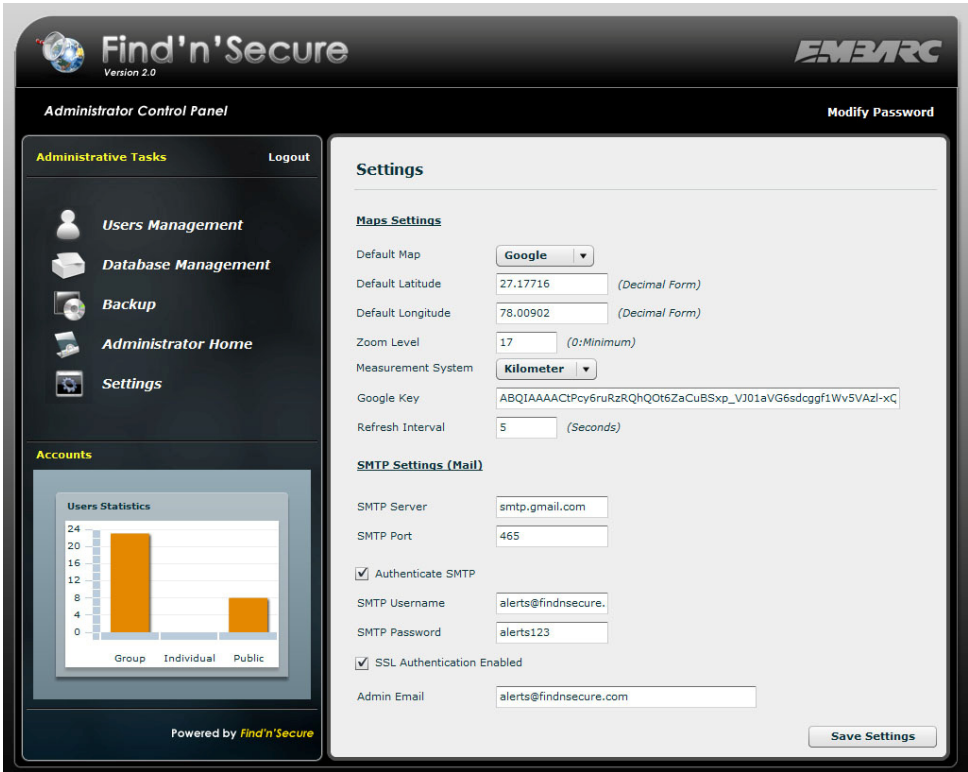 Find'n'Secure
Version 2.0
EMBARC
Administrator Control Panel
Modify Password
Administrative Tasks
Logout
Users Management
Database Management
Backup
Administrator Home
Settings
Accounts
Users Statistics
24
20
16
12
8
4
0
Group Individual Public
Powered by Find'n'Secure
Settings
Maps Settings
Default Map Google
Default Latitude 27.17716 (Decimal Form)
Default Longitude 78.00902 (Decimal Form)
Zoom Level 17 (0:Minimum)
Measurement System Kilometer
Google Key ABQIAAAACtPcy6ruRzRQhQOt6ZaCuBSxp_VJ01aVG6sdcggf1Wv5VAzl-xQ
Refresh Interval 5 (Seconds)
SMTP Settings (Mail)
SMTP Server smtp.gmail.com
SMTP Port 465
Authenticate SMTP
SMTP Username alerts@findnsecure.
SMTP Password alerts123
SSL Authentication Enabled
Admin Email alerts@findnsecure.com
Save Settings